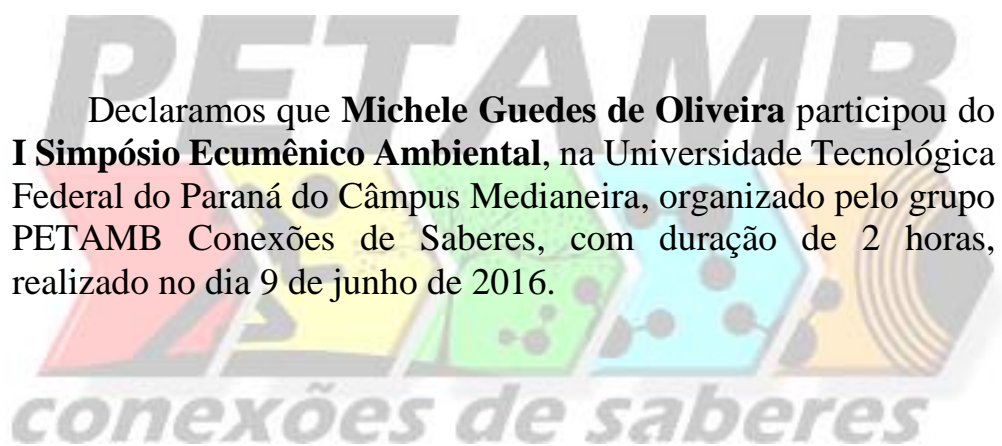 PETAMB
Declaramos que Michele Guedes de Oliveira participou do
I Simpósio Ecumênico Ambiental, na Universidade Tecnológica
Federal do Paraná do Câmpus Medianeira, organizado pelo grupo
PETAMB Conexões de Saberes, com duração de 2 horas,
realizado no dia 9 de junho de 2016.
conexões de saberes